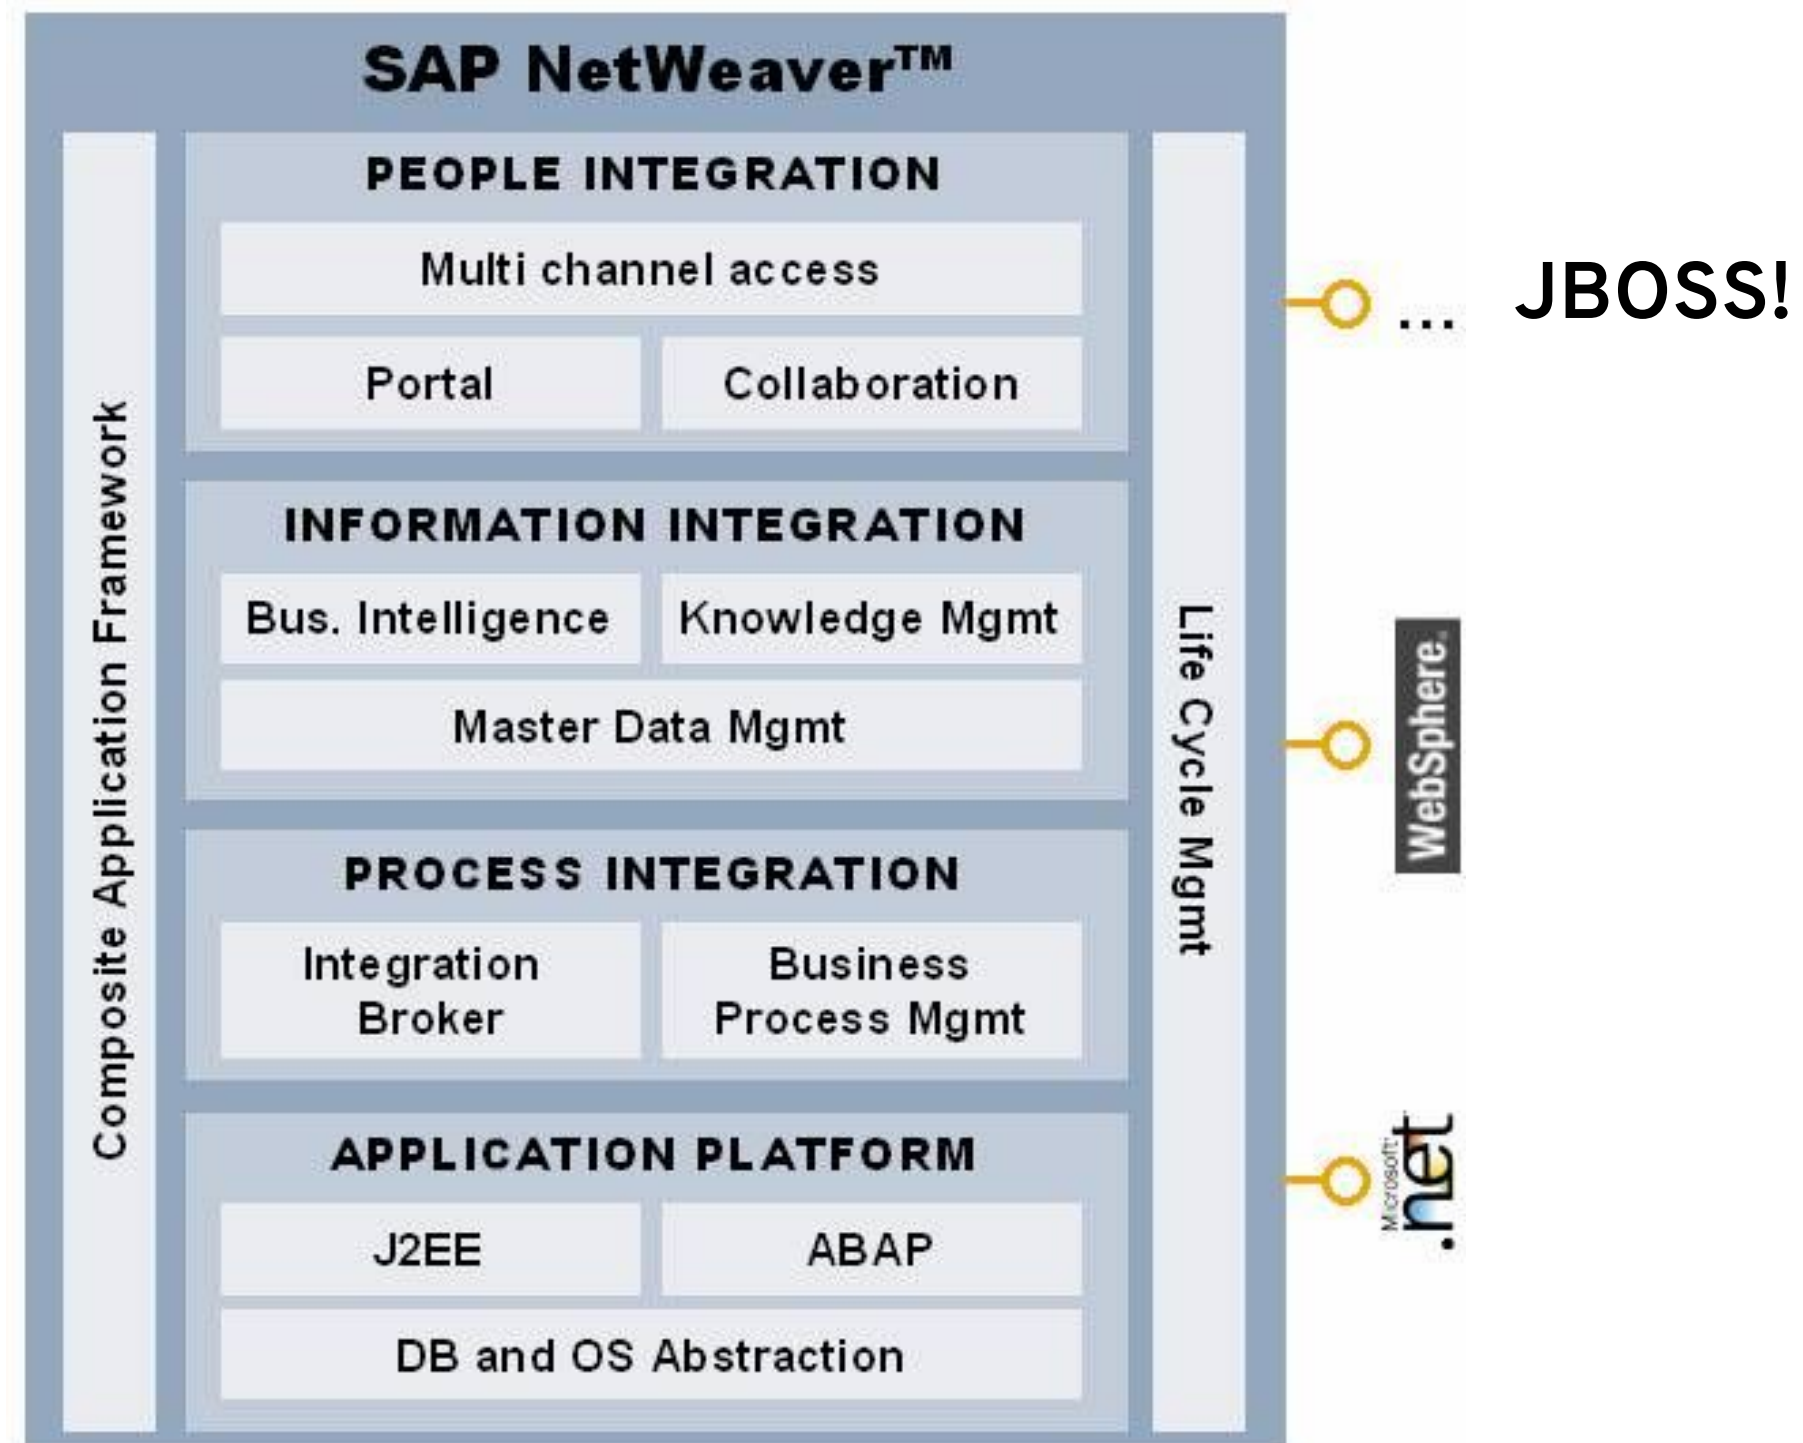 SAP NetWeaver™
Composite Application Framework
PEOPLE INTEGRATION
Multi channel access
Portal
Collaboration
INFORMATION INTEGRATION
Bus. Intelligence
Knowledge Mgmt
Master Data Mgmt
PROCESS INTEGRATION
Integration
Broker
Business
Process Mgmt
APPLICATION PLATFORM
J2EE
ABAP
DB and OS Abstraction
Life Cycle Mgmt
...
JBOSS!
WebSphere.
Microsoft
.net